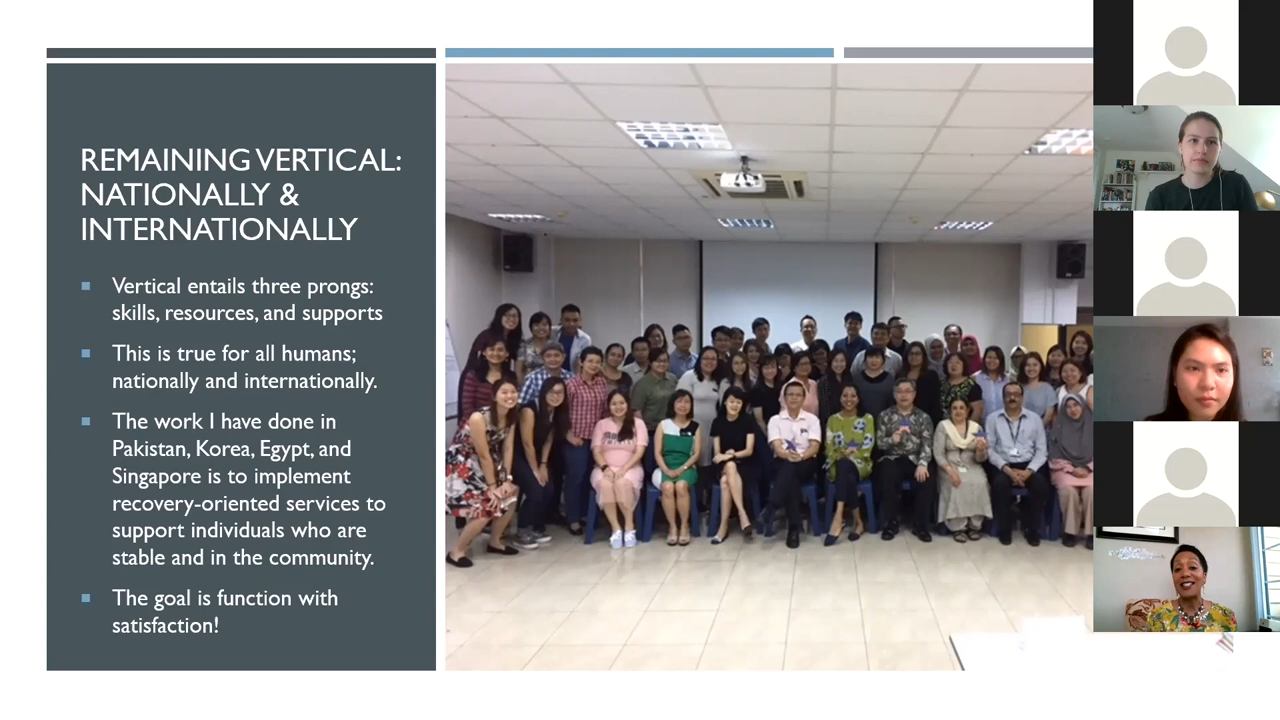 REMAINING VERTICAL:
NATIONALLY &
INTERNATIONALLY
Vertical entails three prongs:
skills, resources, and supports
This is true for all humans;
nationally and internationally.
The work I have done in
Pakistan, Korea, Egypt, and
Singapore is to implement
recovery-oriented services to
support individuals who are
stable and in the community.
The goal is function with
satisfaction!